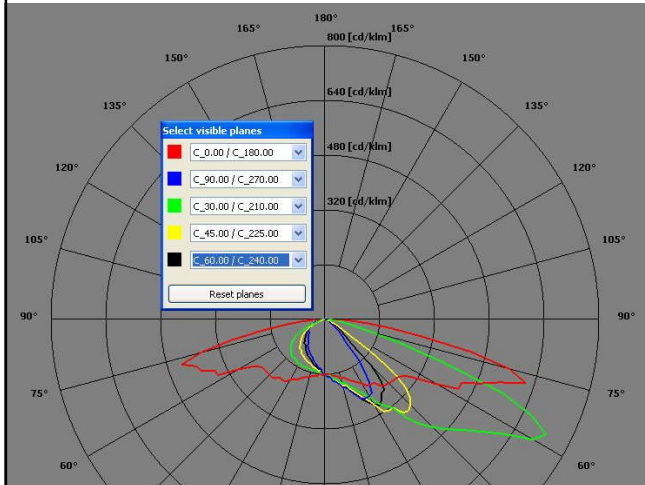 180°
165°
165°
800 [cd/klm]
150°
150°
640 [cd/klm]
135°
135°
Select visible planes
C_0.00 / C_180.00
480 [cd/klm]
120°
120°
C_90.00 / C_270.00
C_30.00 / C_210.00
320 [cd/klm]
C_45.00 / C_225.00
105°
105°
C_60.00 / C_240.00
Reset planes
90°
90°
75°
75°
60°
60°